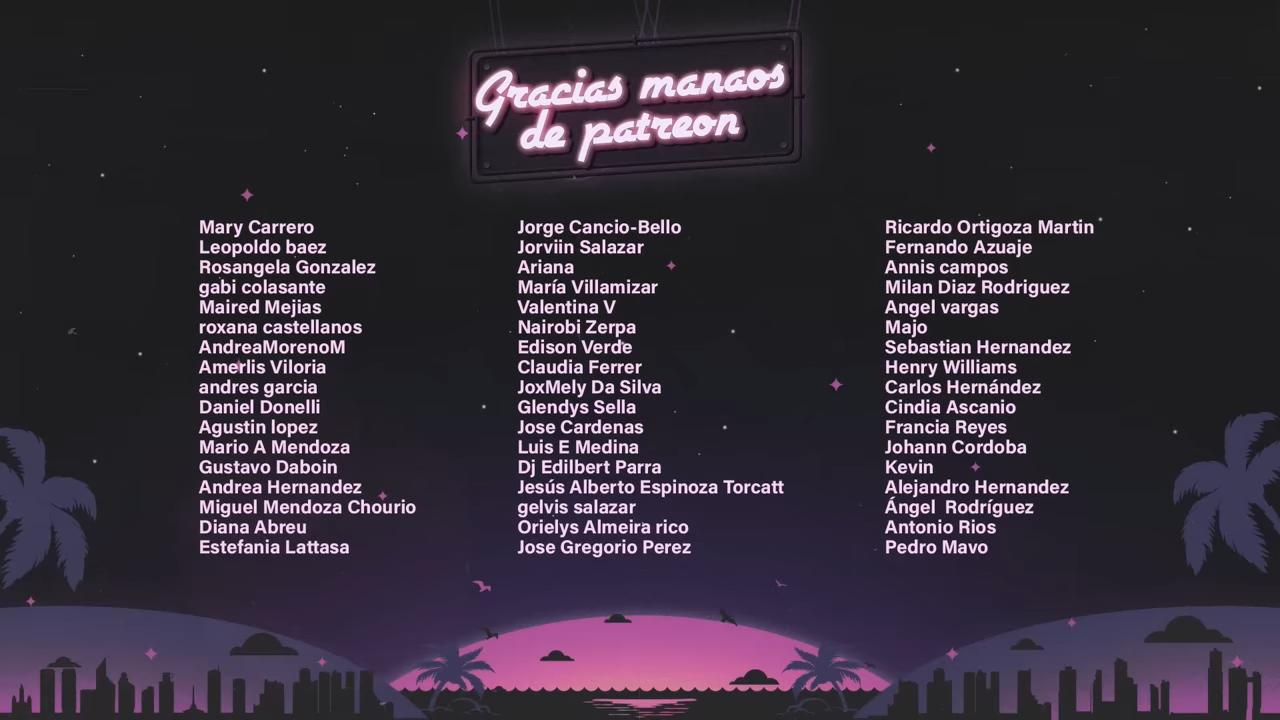 Gracias manaos
de patreon
Mary Carrero
Leopoldo baez
Rosangela Gonzalez
gabi colasante
Maired Mejias
roxana castellanos
AndreaMorenoM
Amerlis Viloria
andres garcia
Daniel Donelli
Agustin lopez
Mario A Mendoza
Gustavo Daboin
Andrea Hernandez
Miguel Mendoza Chourio
Diana Abreu
Estefania Lattasa
Jorge Cancio-Bello
Jorviin Salazar
Ariana
María Villamizar
Valentina V
Nairobi Zerpa
Edison Verde
Claudia Ferrer
JoxMely Da Silva
Glendys Sella
Jose Cardenas
Luis E Medina
Dj Edilbert Parra
Jesús Alberto Espinoza Torcatt
gelvis salazar
Orielys Almeira rico
Jose Gregorio Perez
Ricardo Ortigoza Martin
Fernando Azuaje
Annis campos
Milan Diaz Rodriguez
Angel vargas
Majo
Sebastian Hernandez
Henry Williams
Carlos Hernández
Cindia Ascanio
Francia Reyes
Johann Cordoba
Kevin
Alejandro Hernandez
Ángel  Rodríguez
Antonio Rios
Pedro Mavo